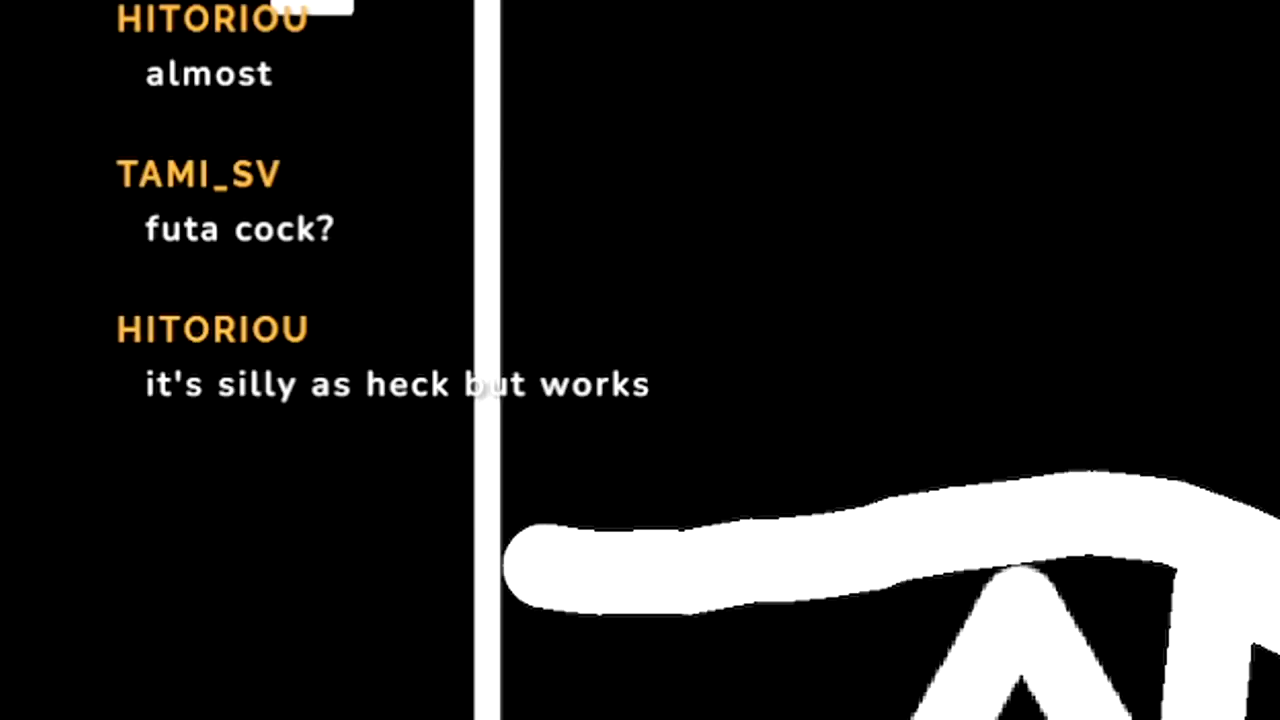 HITORIOU
almost
TAMI_SV
futa cock?
HITORIOU
it's silly as heck but works